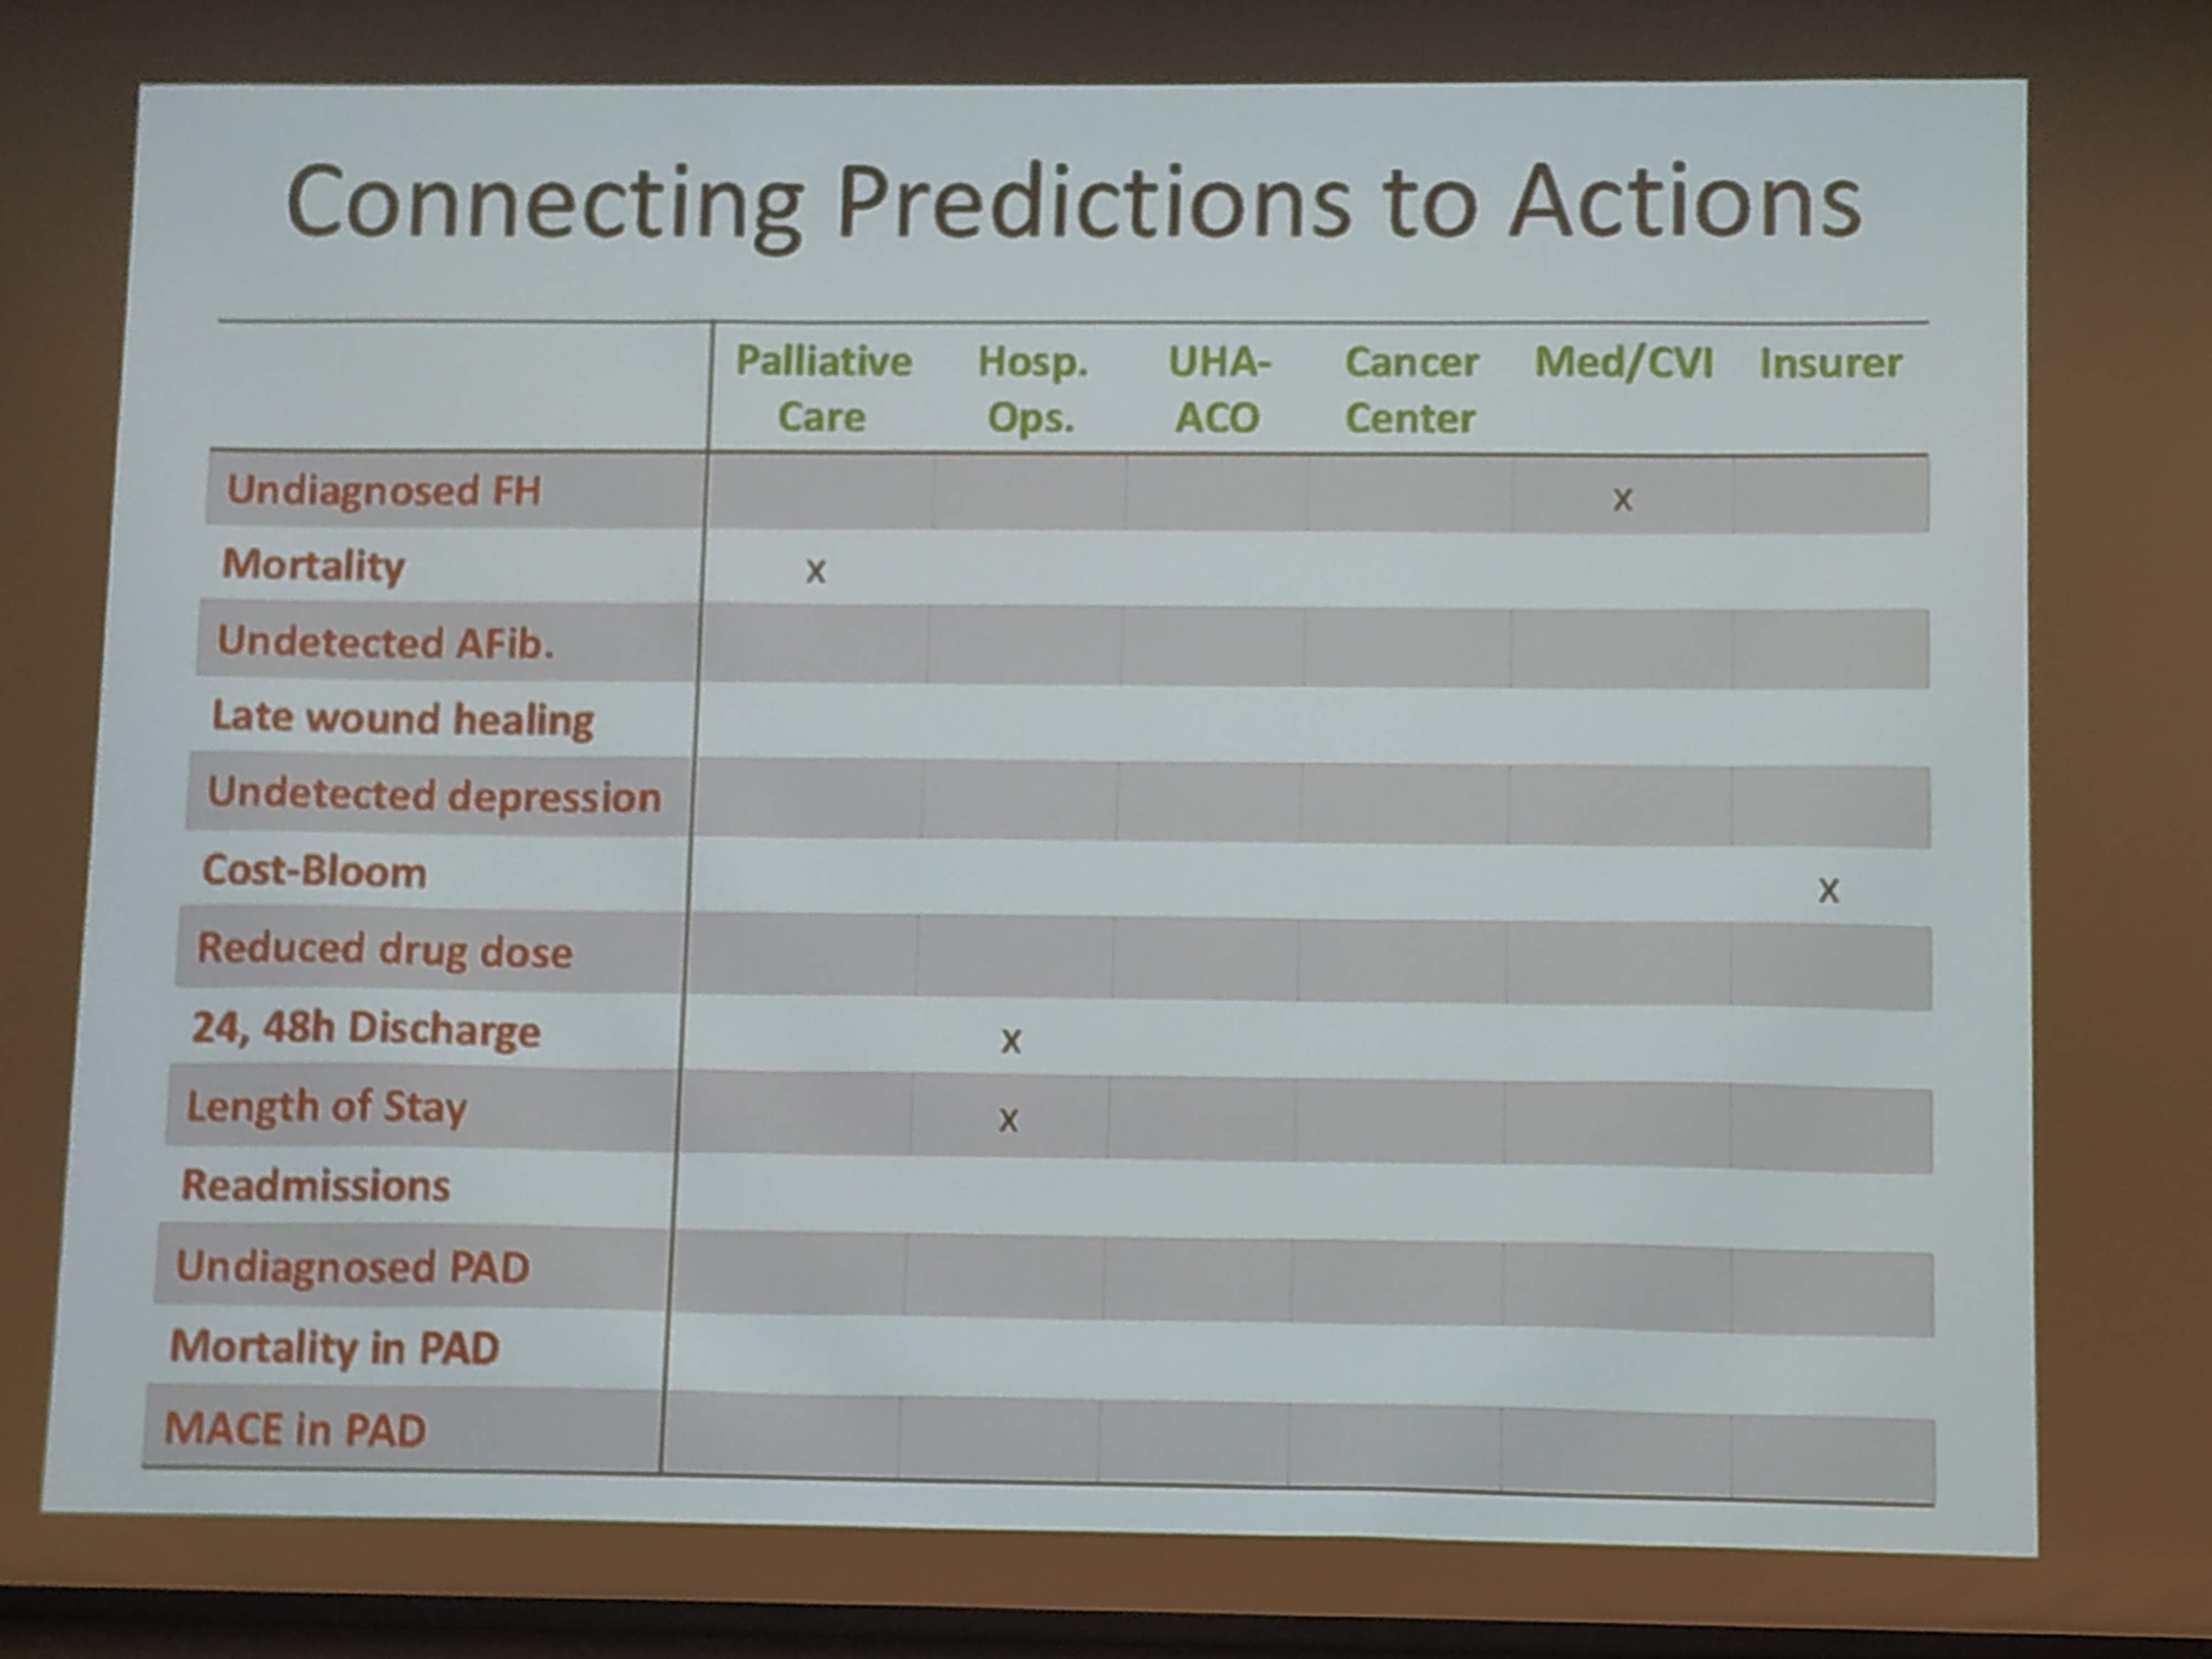 Connecting Predictions to Actions
Palliative Care Hosp. Ops. UHA-ACO Cancer Center Med/CVI Insurer
Undiagnosed FH x
Mortality x
Undetected AFib.
Late wound healing
Undetected depression
Cost-Bloom x
Reduced drug dose
24, 48h Discharge x
Length of Stay x
Readmissions
Undiagnosed PAD
Mortality in PAD
MACE in PAD